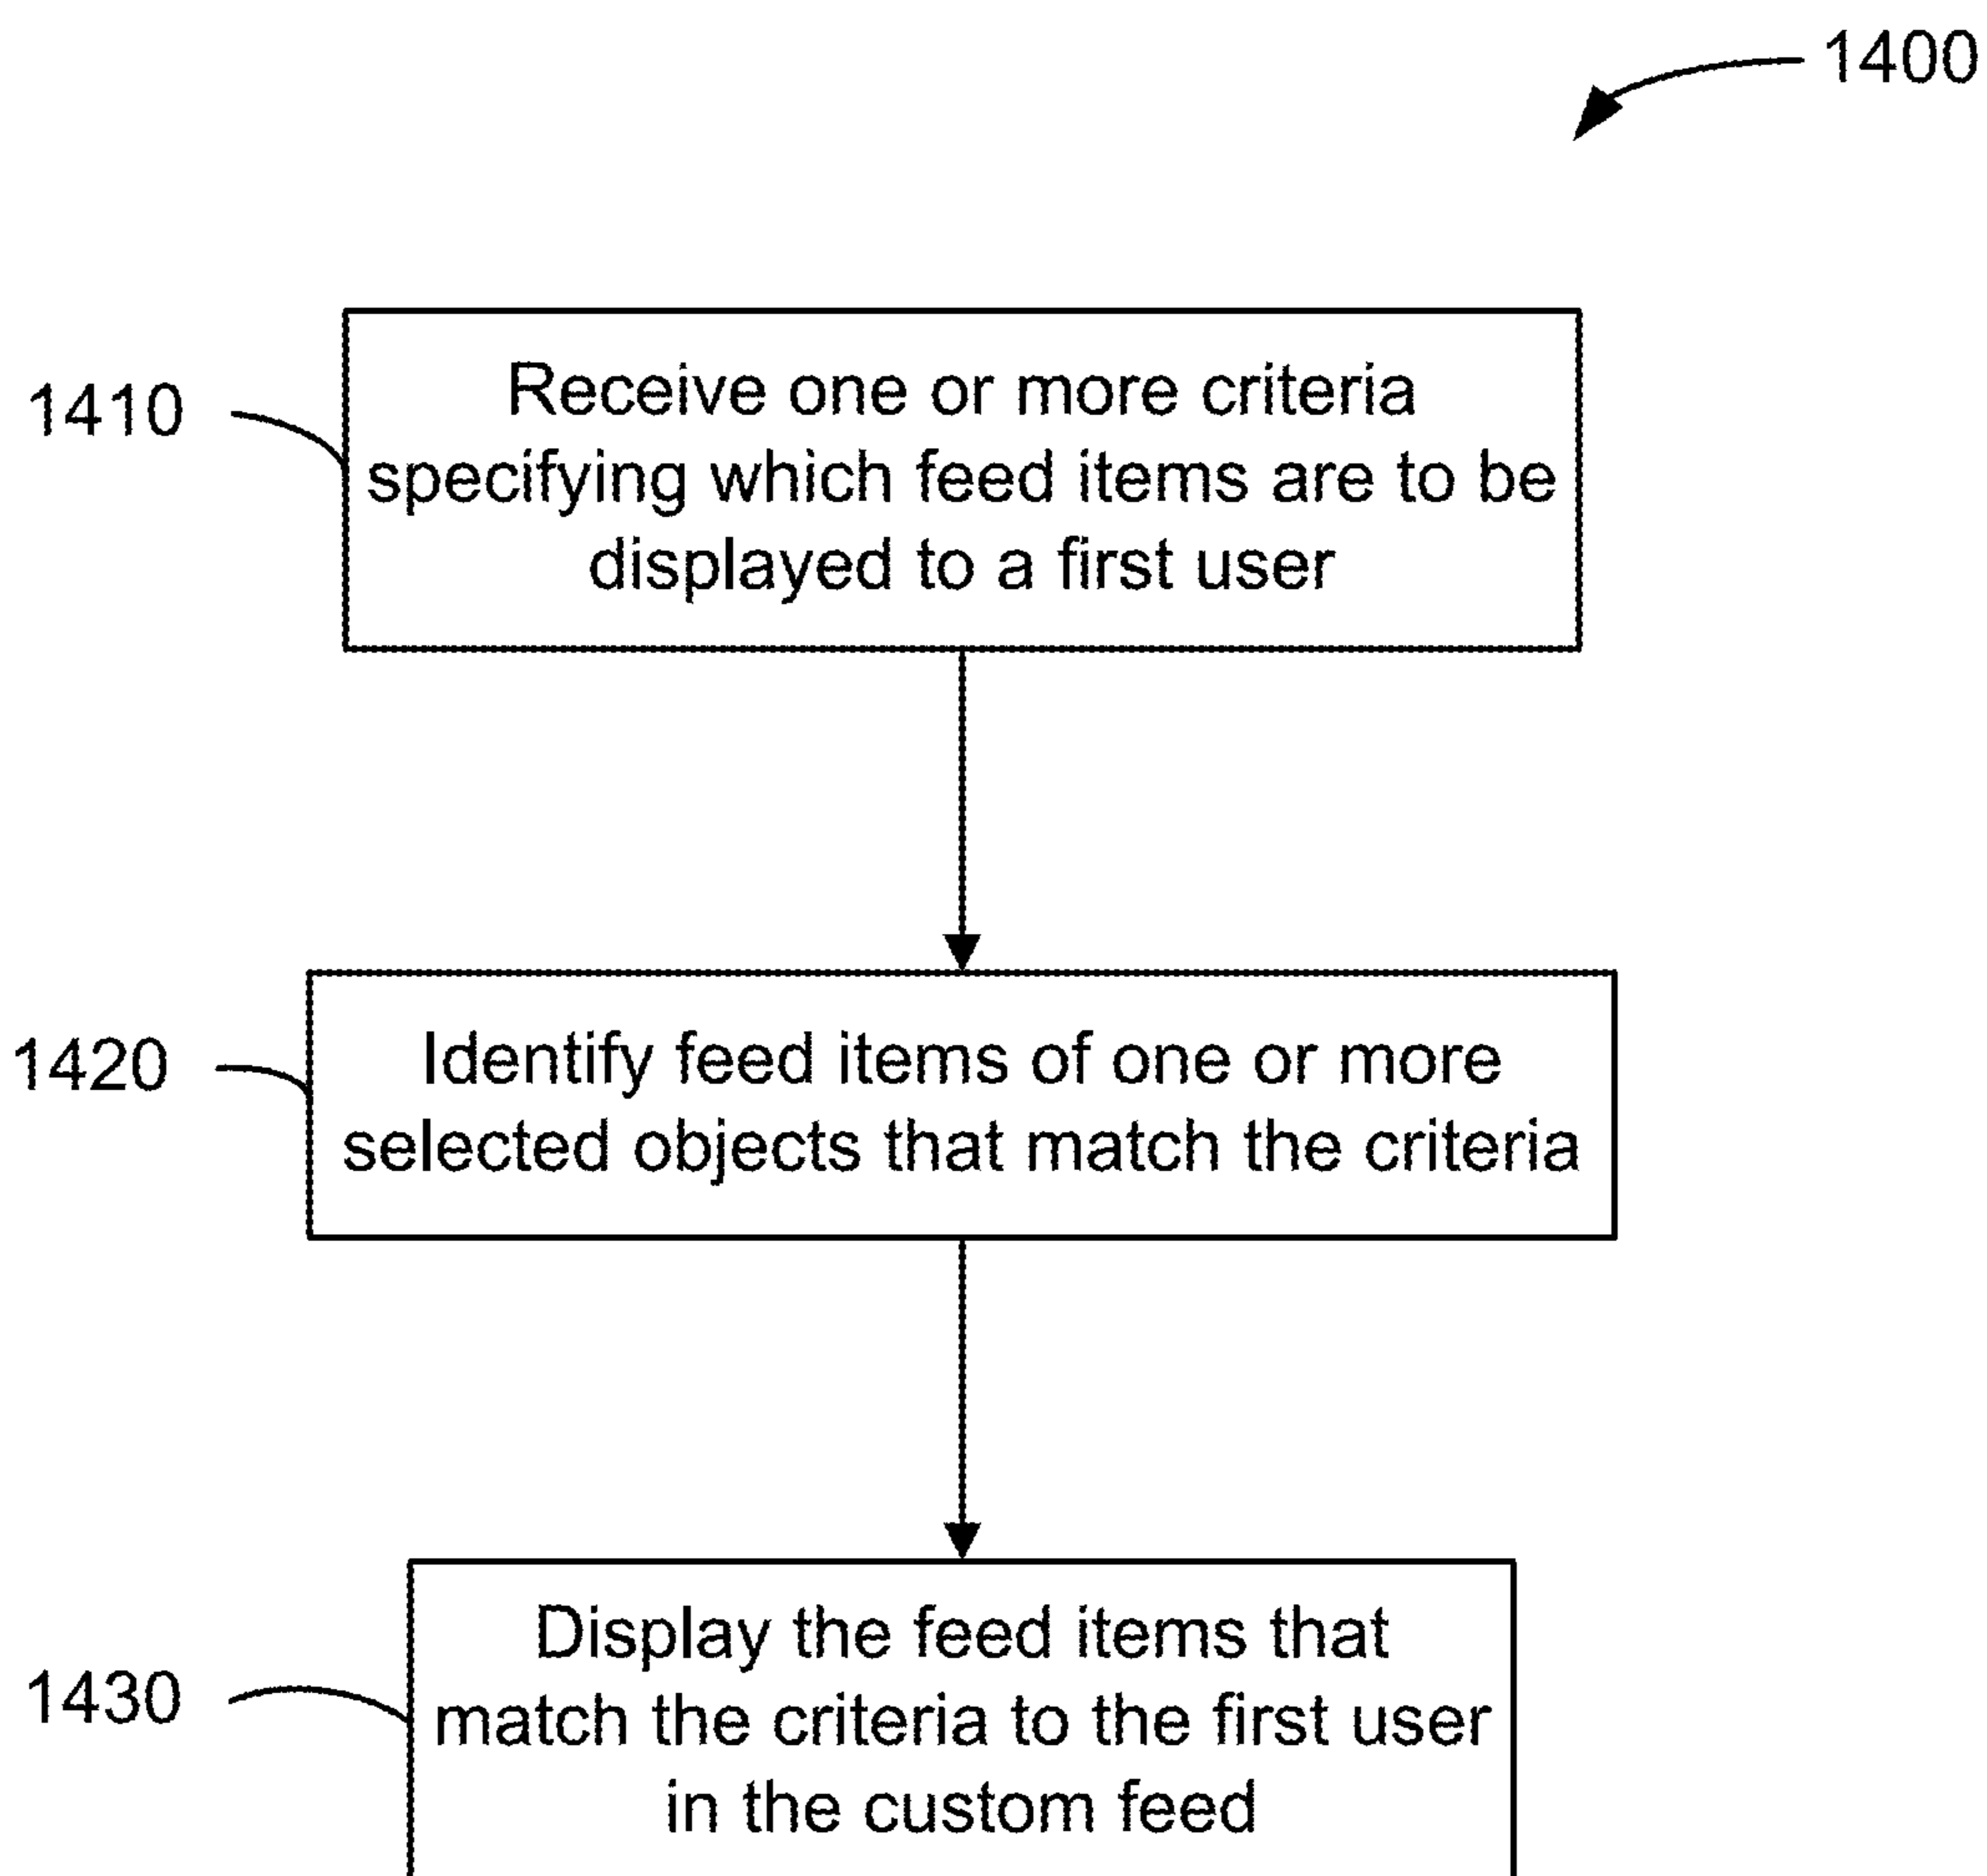 1400
1410
Receive one or more criteria
specifying which feed items are to be
displayed to a first user
1420
Identify feed items of one or more
selected objects that match the criteria
1430
Display the feed items that
match the criteria to the first user
in the custom feed